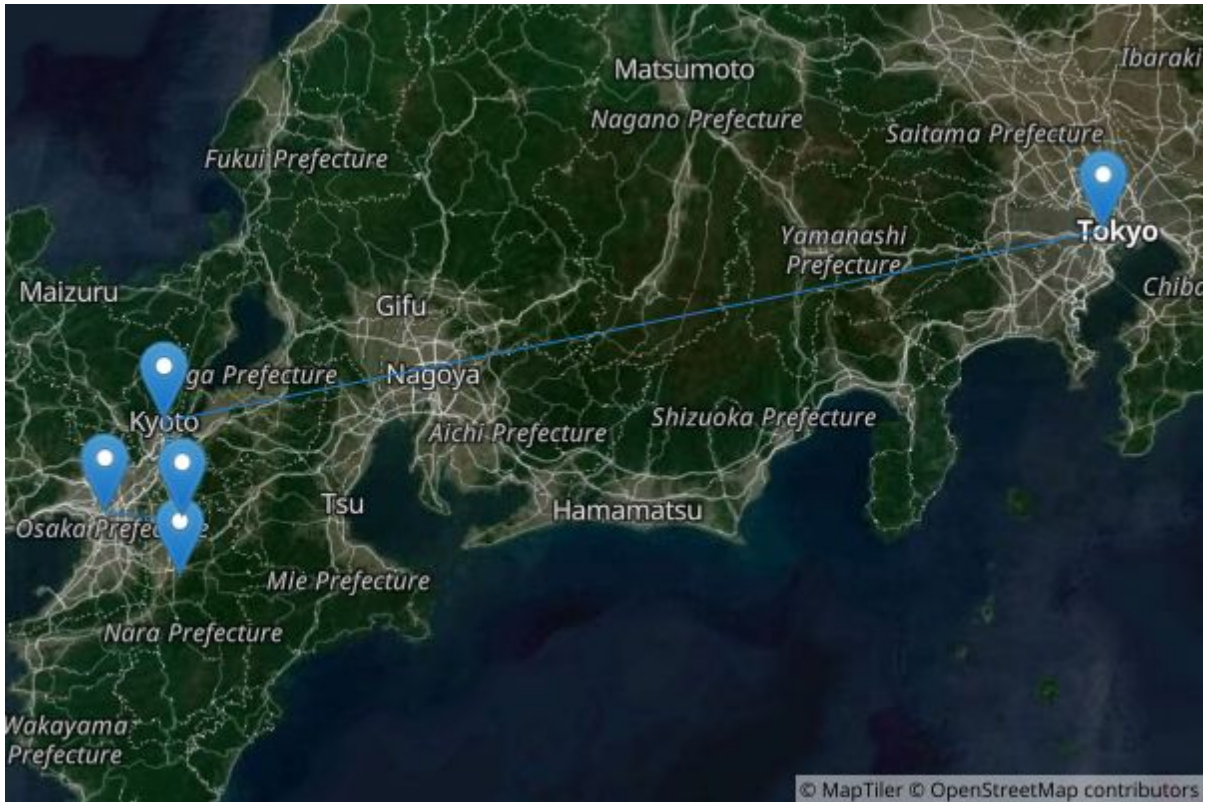 Matsumoto
Ibaraki
Nagano Prefecture
Saitama Prefecture
Fukui Prefecture
Tokyo
Yamanashi
Prefecture
Maizuru
Chiba
Gifu
ga Prefecture
Nagoya
Kyoto
Aichi Prefecture
Shizuoka Prefecture
Tsu
Hamamatsu
Osaka Prefecture
Mie Prefecture
Nara Prefecture
Wakayama
Prefecture
© MapTiler © OpenStreetMap contributors